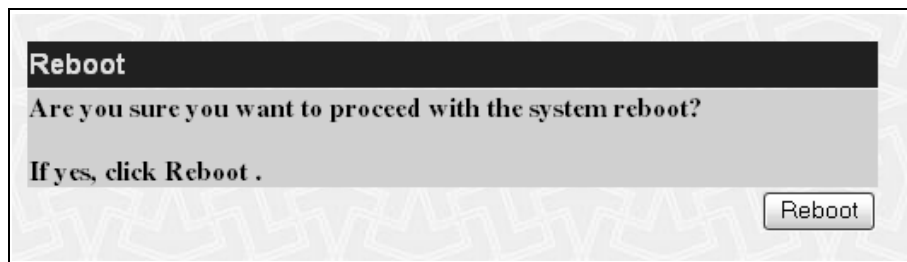 Reboot
Are you sure you want to proceed with the system reboot?
If yes, click Reboot .
Reboot